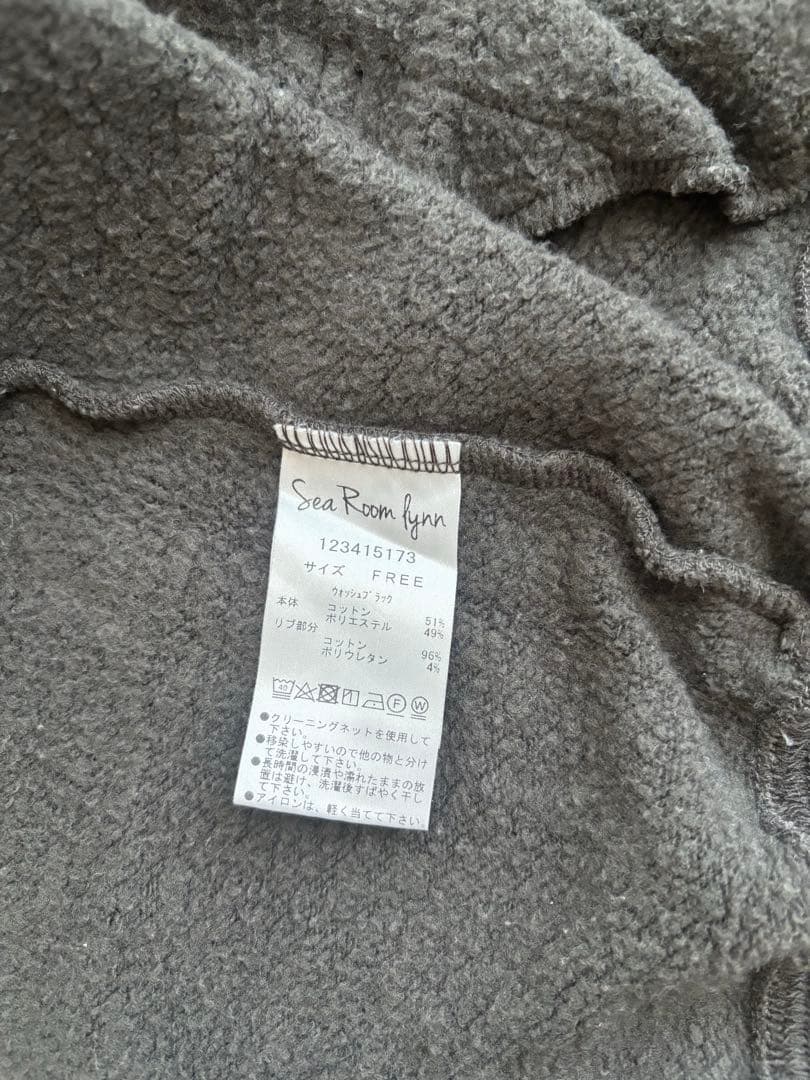 Sea Room lynn
123415173
サイズ FREE
ウォッシュブラック
本体 コットン 51%
ポリエステル 49%
リブ部分 コットン 96%
ポリウレタン 4%
40 F W
●クリーニングネットを使用して
下さい。
●移染しやすいので他の物と分け
て洗濯して下さい。
●長時間の浸漬や濡れたままの放
置は避け、洗濯後すばやく干し
て下さい。
●アイロンは、軽く当てて下さい